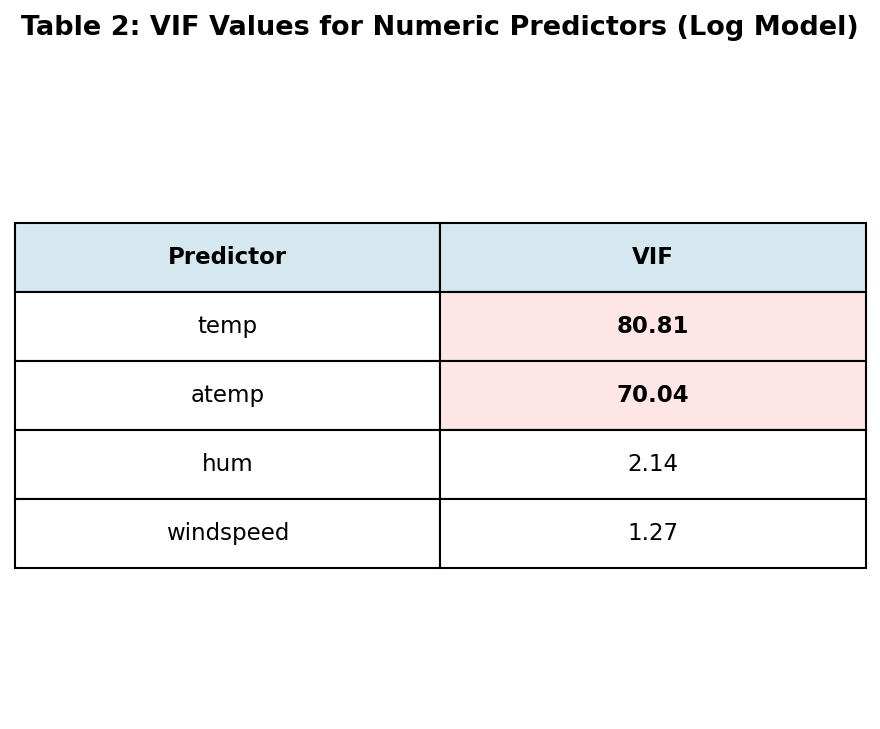 Table 2: VIF Values for Numeric Predictors (Log Model)
Predictor VIF
temp 80.81
atemp 70.04
hum 2.14
windspeed 1.27